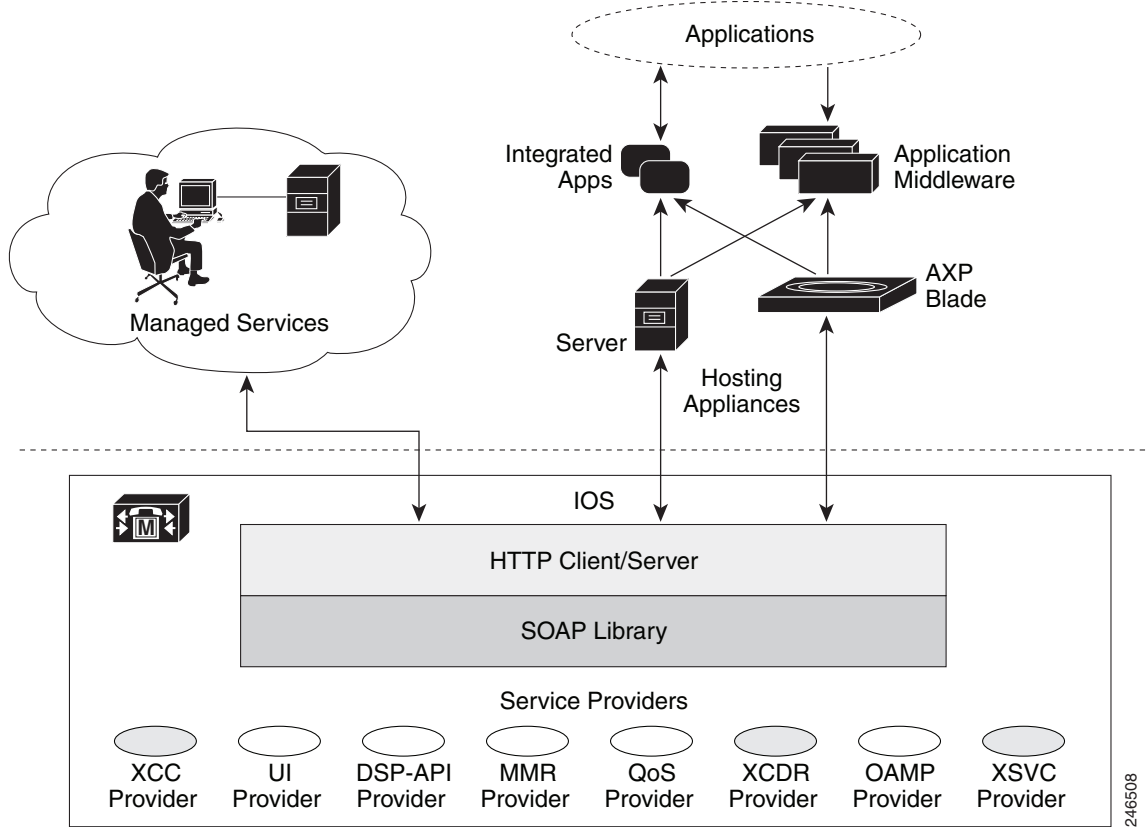 Applications
Integrated
Apps
Application
Middleware
Managed Services
Server
AXP
Blade
Hosting
Appliances
IOS
M
HTTP Client/Server
SOAP Library
Service Providers
XCC
Provider
UI
Provider
DSP-API
Provider
MMR
Provider
QoS
Provider
XCDR
Provider
OAMP
Provider
XSVC
Provider
246508